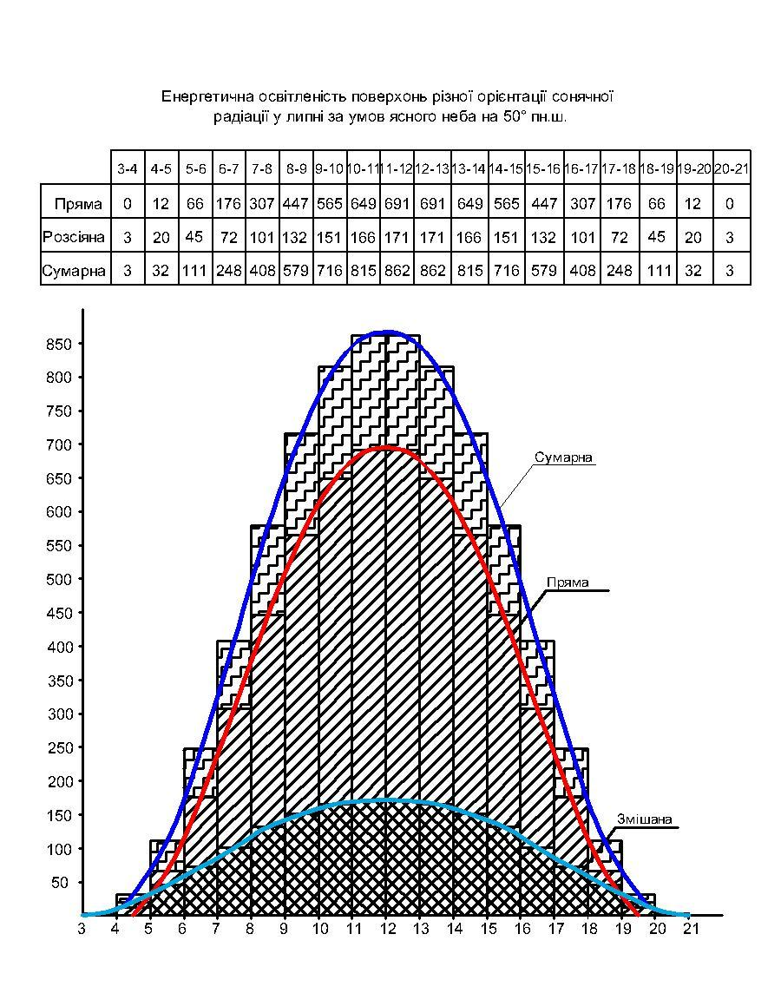 Енергетична освітленість поверхонь різної орієнтації сонячної
радіації у липні за умов ясного неба на 50° пн.ш.
3-4 4-5 5-6 6-7 7-8 8-9 9-10 10-11 11-12 12-13 13-14 14-15 15-16 16-17 17-18 18-19 19-20 20-21
Пряма 0 12 66 176 307 447 565 649 691 691 649 565 447 307 176 66 12 0
Розсіяна 3 20 45 72 101 132 151 166 171 171 166 151 132 101 72 45 20 3
Сумарна 3 32 111 248 408 579 716 815 862 862 815 716 579 408 248 111 32 3
850
800
750
700
Сумарна
650
600
550
500
Пряма
450
400
350
300
250
200
150
Змішана
100
50
3 4 5 6 7 8 9 10 11 12 13 14 15 16 17 18 19 20 21